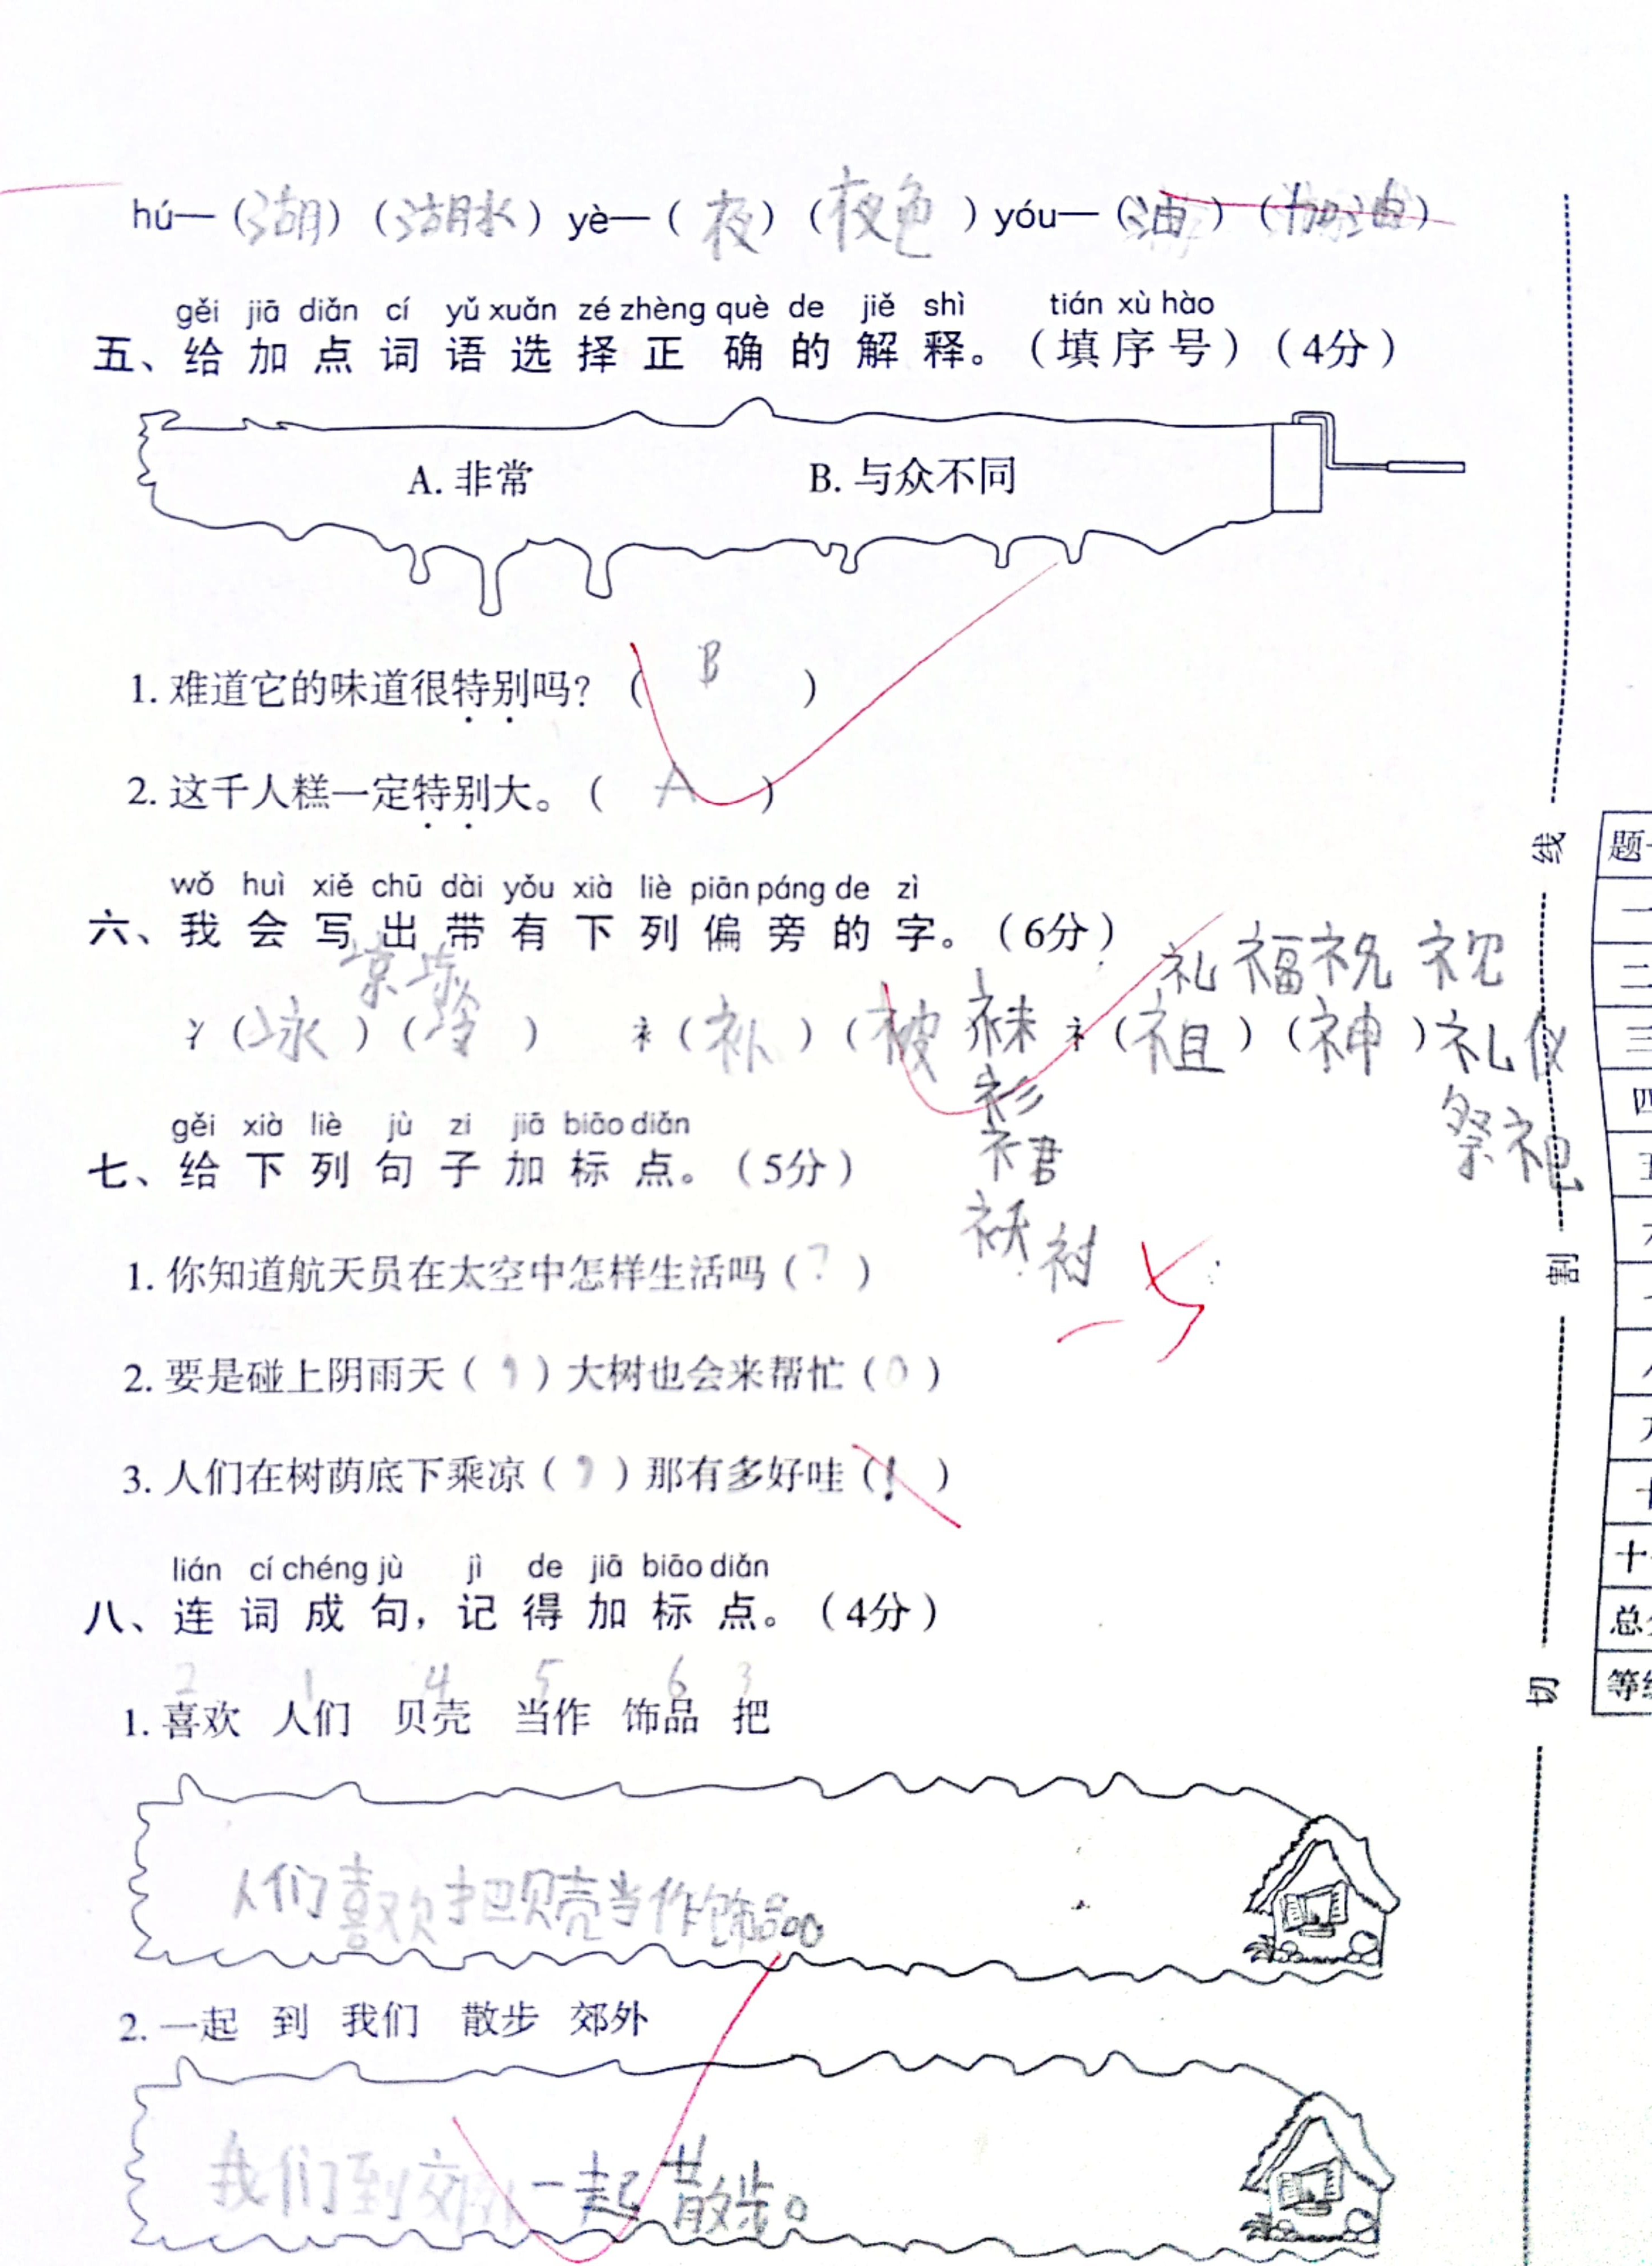 hú—（湖）（湖水）yè—（夜）（夜色）yóu—（油）（加油）
gěi jiā diǎn cí yǔ xuǎn zé zhèng què de jiě shì tián xù hào
五、给加点词语选择正确的解释。（填序号）（4分）
A. 非常 B. 与众不同
1. 难道它的味道很特别吗？（B）
2. 这千人糕一定特别大。（A）
wǒ huì xiě chū dài yǒu xià liè piān páng de zì
六、我会写出带有下列偏旁的字。（6分）
凉 礼 福 祝 祝
冫（冰）（冷） 衤（补）（被 袜 礻（祖）（神）礼仪
衫
裙 祭祀
袄 衬
gěi xià liè jù zi jiā biāo diǎn
七、给下列句子加标点。（5分）
1. 你知道航天员在太空中怎样生活吗（？）
2. 要是碰上阴雨天（，）大树也会来帮忙（。）
3. 人们在树荫底下乘凉（，）那有多好哇（！）
lián cí chéng jù jì de jiā biāo diǎn
八、连词成句，记得加标点。（4分）
2 1 4 5 6 3
1. 喜欢 人们 贝壳 当作 饰品 把
人们喜欢把贝壳当作饰品。
2. 一起 到 我们 散步 郊外
我们到郊外一起散步。
线
割
切
题
一
二
三
四
五
十
总
等级